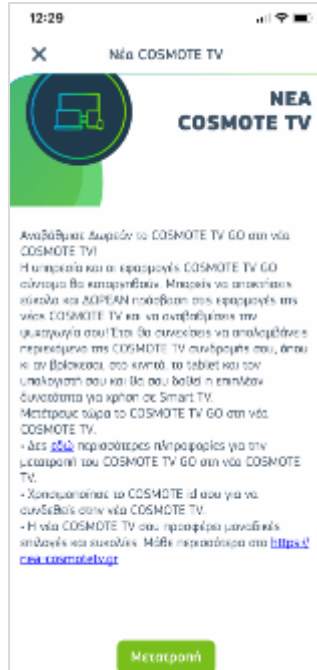 12:29
Νέα COSMOTE TV
ΝΕΑ
COSMOTE TV
Αναβάθμισε Δωρεάν το COSMOTE TV GO στη νέα
COSMOTE TV!
Η υπηρεσία και οι εφαρμογές COSMOTE TV GO
σύντομα θα καταργηθούν. Μπορείς να αποκτήσεις
εύκολα και ΔΩΡΕΑΝ πρόσβαση στις εφαρμογές της
νέας COSMOTE TV και να αναβαθμίσεις την
ψυχαγωγία σου! Έτσι θα συνεχίσεις να απολαμβάνεις
περιεχόμενο της COSMOTE TV συνδρομής σου, όπου
κι αν βρίσκεσαι, στο κινητό, το tablet και τον
υπολογιστή σου και θα σου δοθεί η επιπλέον
δυνατότητα για χρήση σε Smart TV.
Μετέτρεψε τώρα το COSMOTE TV GO στη νέα
COSMOTE TV.
- Δες εδώ περισσότερες πληροφορίες για την
μετατροπή του COSMOTE TV GO στη νέα COSMOTE
TV.
- Χρησιμοποίησε το COSMOTE id σου για να
συνδεθείς στην νέα COSMOTE TV.
- Η νέα COSMOTE TV σου προσφέρει μοναδικές
επιλογές και ευκολίες. Μάθε περισσότερα στο https://
nea.cosmotetv.gr
Μετατροπή